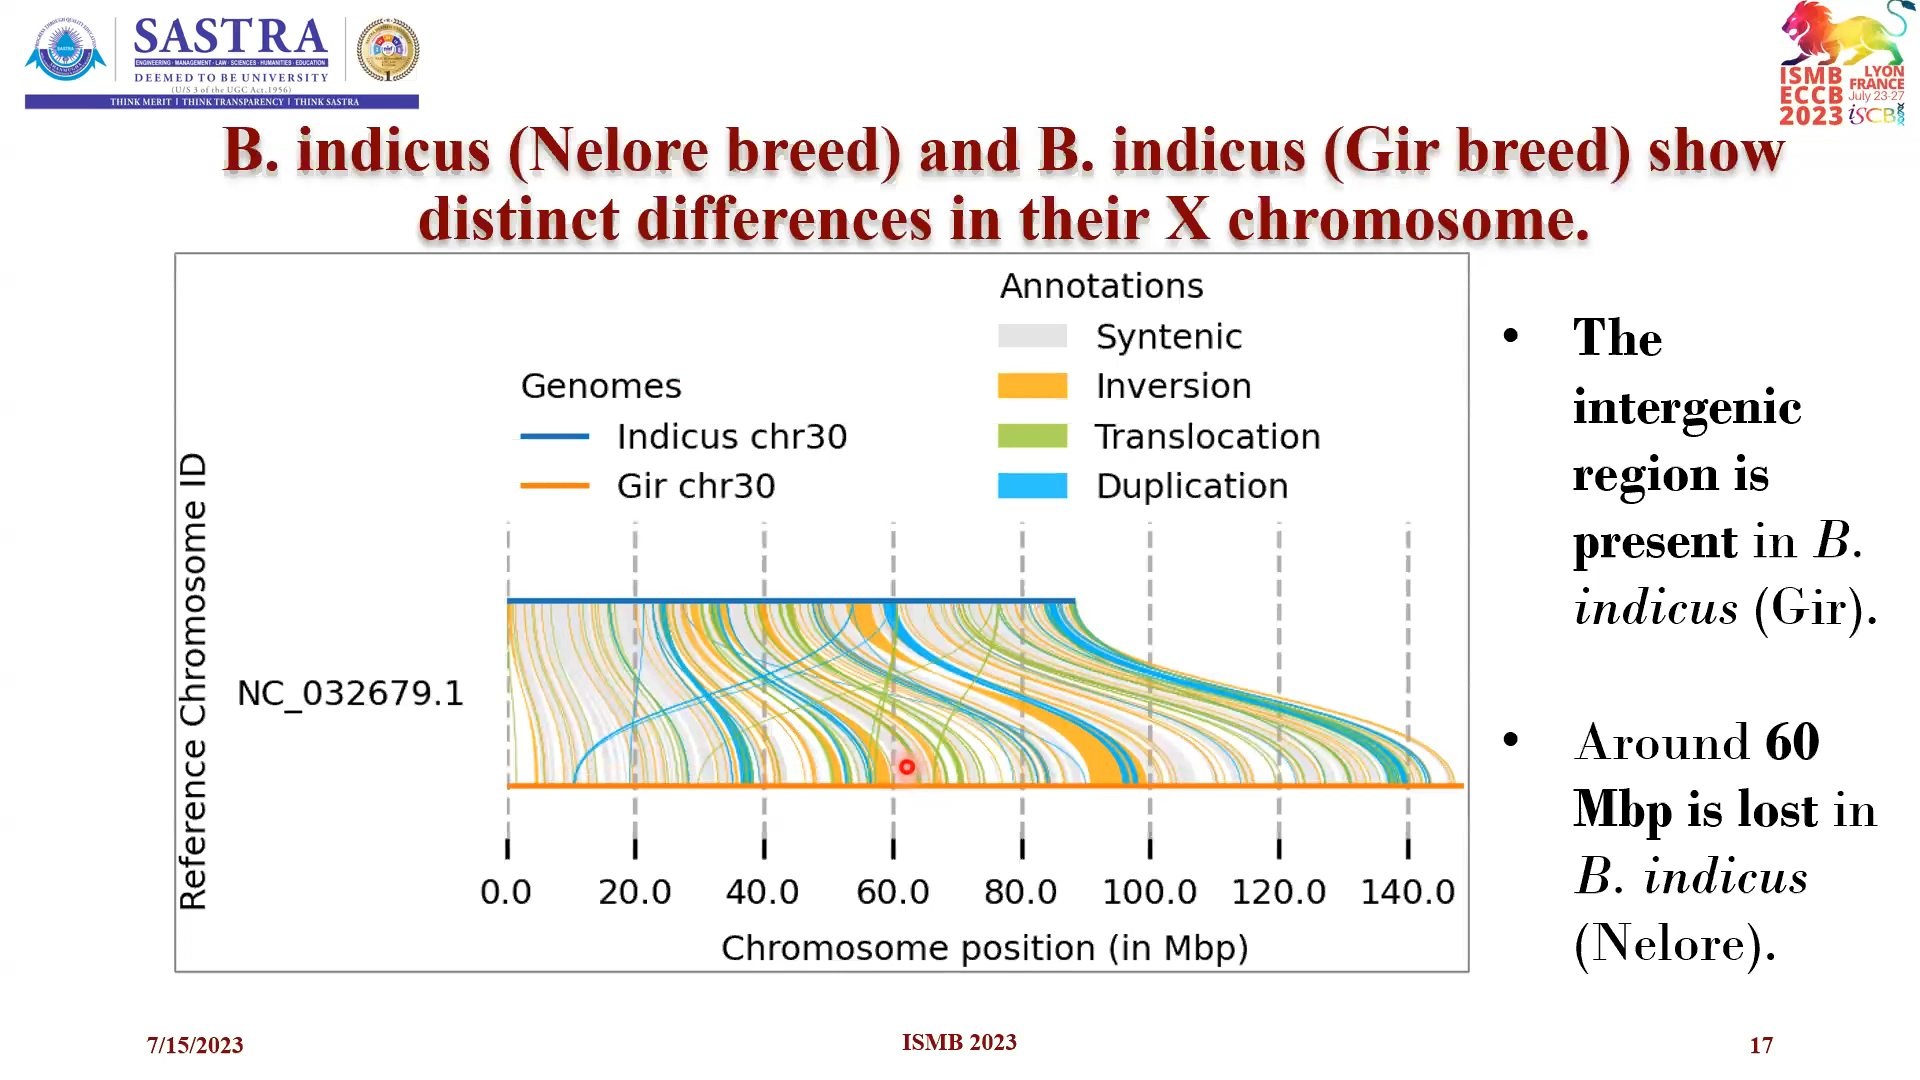 SASTRA
ENGINEERING · MANAGEMENT · LAW · SCIENCES · HUMANITIES · EDUCATION
DEEMED TO BE UNIVERSITY
(U/S 3 of the UGC Act, 1956)
THINK MERIT | THINK TRANSPARENCY | THINK SASTRA
ISMB
ECCB
2023
LYON
FRANCE
July 23-27
iSCB
B. indicus (Nelore breed) and B. indicus (Gir breed) show
distinct differences in their X chromosome.
Annotations
Syntenic
Inversion
Translocation
Duplication
Genomes
Indicus chr30
Gir chr30
Reference Chromosome ID
NC_032679.1
0.0 20.0 40.0 60.0 80.0 100.0 120.0 140.0
Chromosome position (in Mbp)
• The
intergenic
region is
present in B.
indicus (Gir).
• Around 60
Mbp is lost in
B. indicus
(Nelore).
7/15/2023
ISMB 2023
17